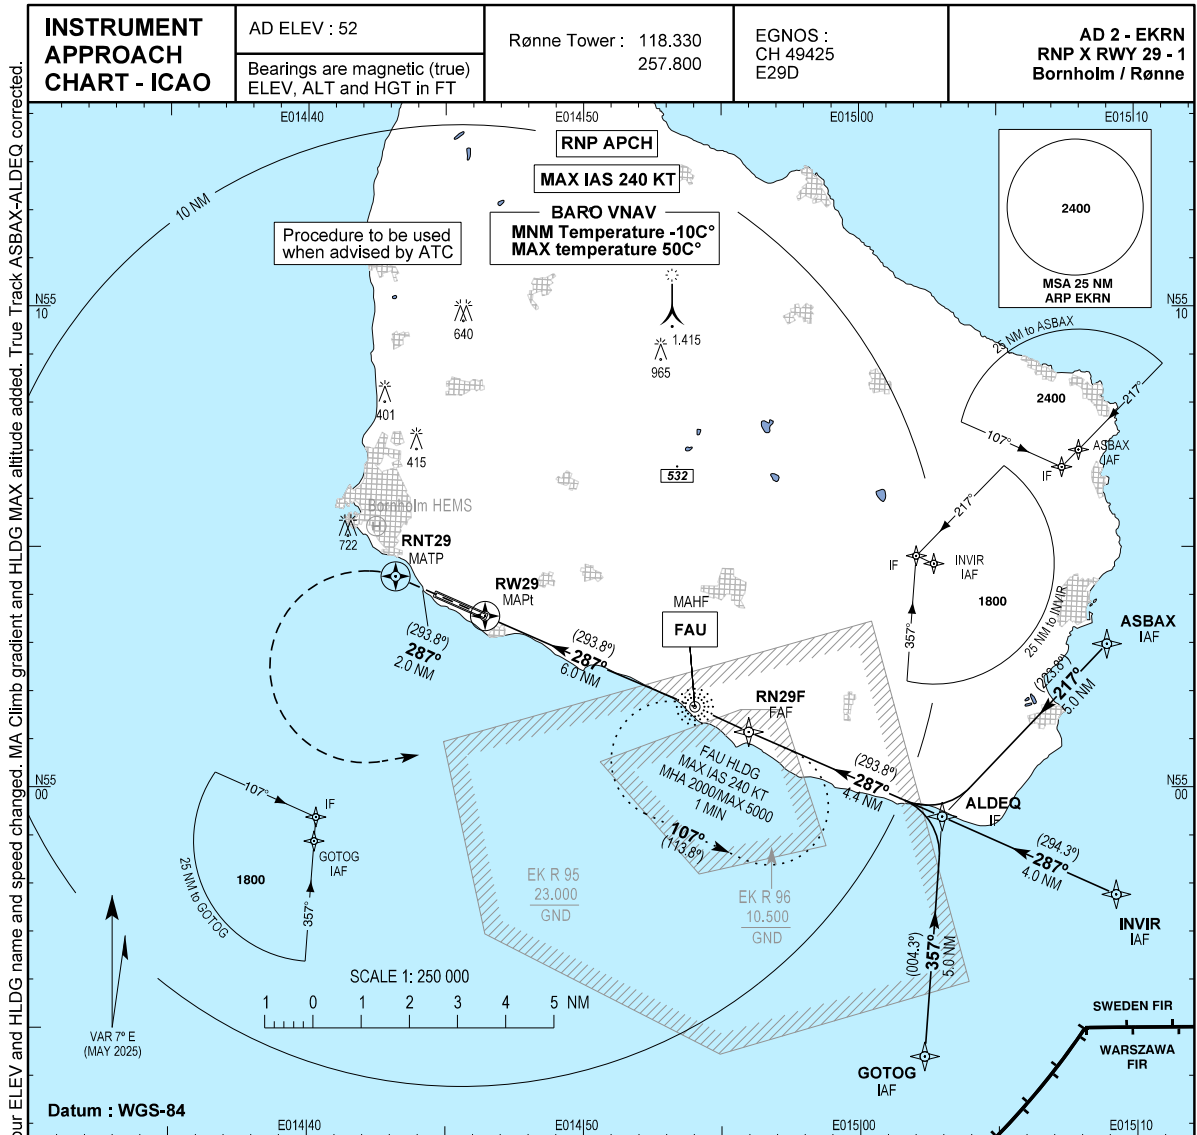 INSTRUMENT
APPROACH
CHART - ICAO
AD ELEV : 52
Bearings are magnetic (true)
ELEV, ALT and HGT in FT
Rønne Tower : 118.330
257.800
EGNOS :
CH 49425
E29D
AD 2 - EKRN
RNP X RWY 29 - 1
Bornholm / Rønne
our ELEV and HLDG name and speed changed. MA Climb gradient and HLDG MAX altitude added. True Track ASBAX-ALDEQ corrected.
E014|40
E014|50
E015|00
E015|10
RNP APCH
MAX IAS 240 KT
BARO VNAV
MNM Temperature -10C°
MAX temperature 50C°
Procedure to be used
when advised by ATC
10 NM
2400
MSA 25 NM
ARP EKRN
N55
10
N55
10
640
1.415
965
401
415
532
722
Bornholm HEMS
H
25 NM to ASBAX
2400
217°
107°
ASBAX
IAF
IF
217°
IF
INVIR
IAF
1800
357°
25 NM to INVIR
RNT29
MATP
RW29
MAPt
MAHF
FAU
(293.8°)
287°
2.0 NM
(293.8°)
287°
6.0 NM
RN29F
FAF
ASBAX
IAF
(223.8°)
217°
5.0 NM
FAU HLDG
MAX IAS 240 KT
MHA 2000/MAX 5000
1 MIN
107°
(113.8°)
(293.8°)
287°
4.4 NM
ALDEQ
IF
(294.3°)
287°
4.0 NM
INVIR
IAF
N55
00
N55
00
107°
IF
GOTOG
IAF
1800
357°
25 NM to GOTOG
EK R 95
23.000
GND
EK R 96
10.500
GND
(004.3°)
357°
5.0 NM
GOTOG
IAF
SCALE 1: 250 000
1 0 1 2 3 4 5 NM
VAR 7° E
(MAY 2025)
SWEDEN FIR
WARSZAWA
FIR
Datum : WGS-84
E014|40
E014|50
E015|00
E015|10